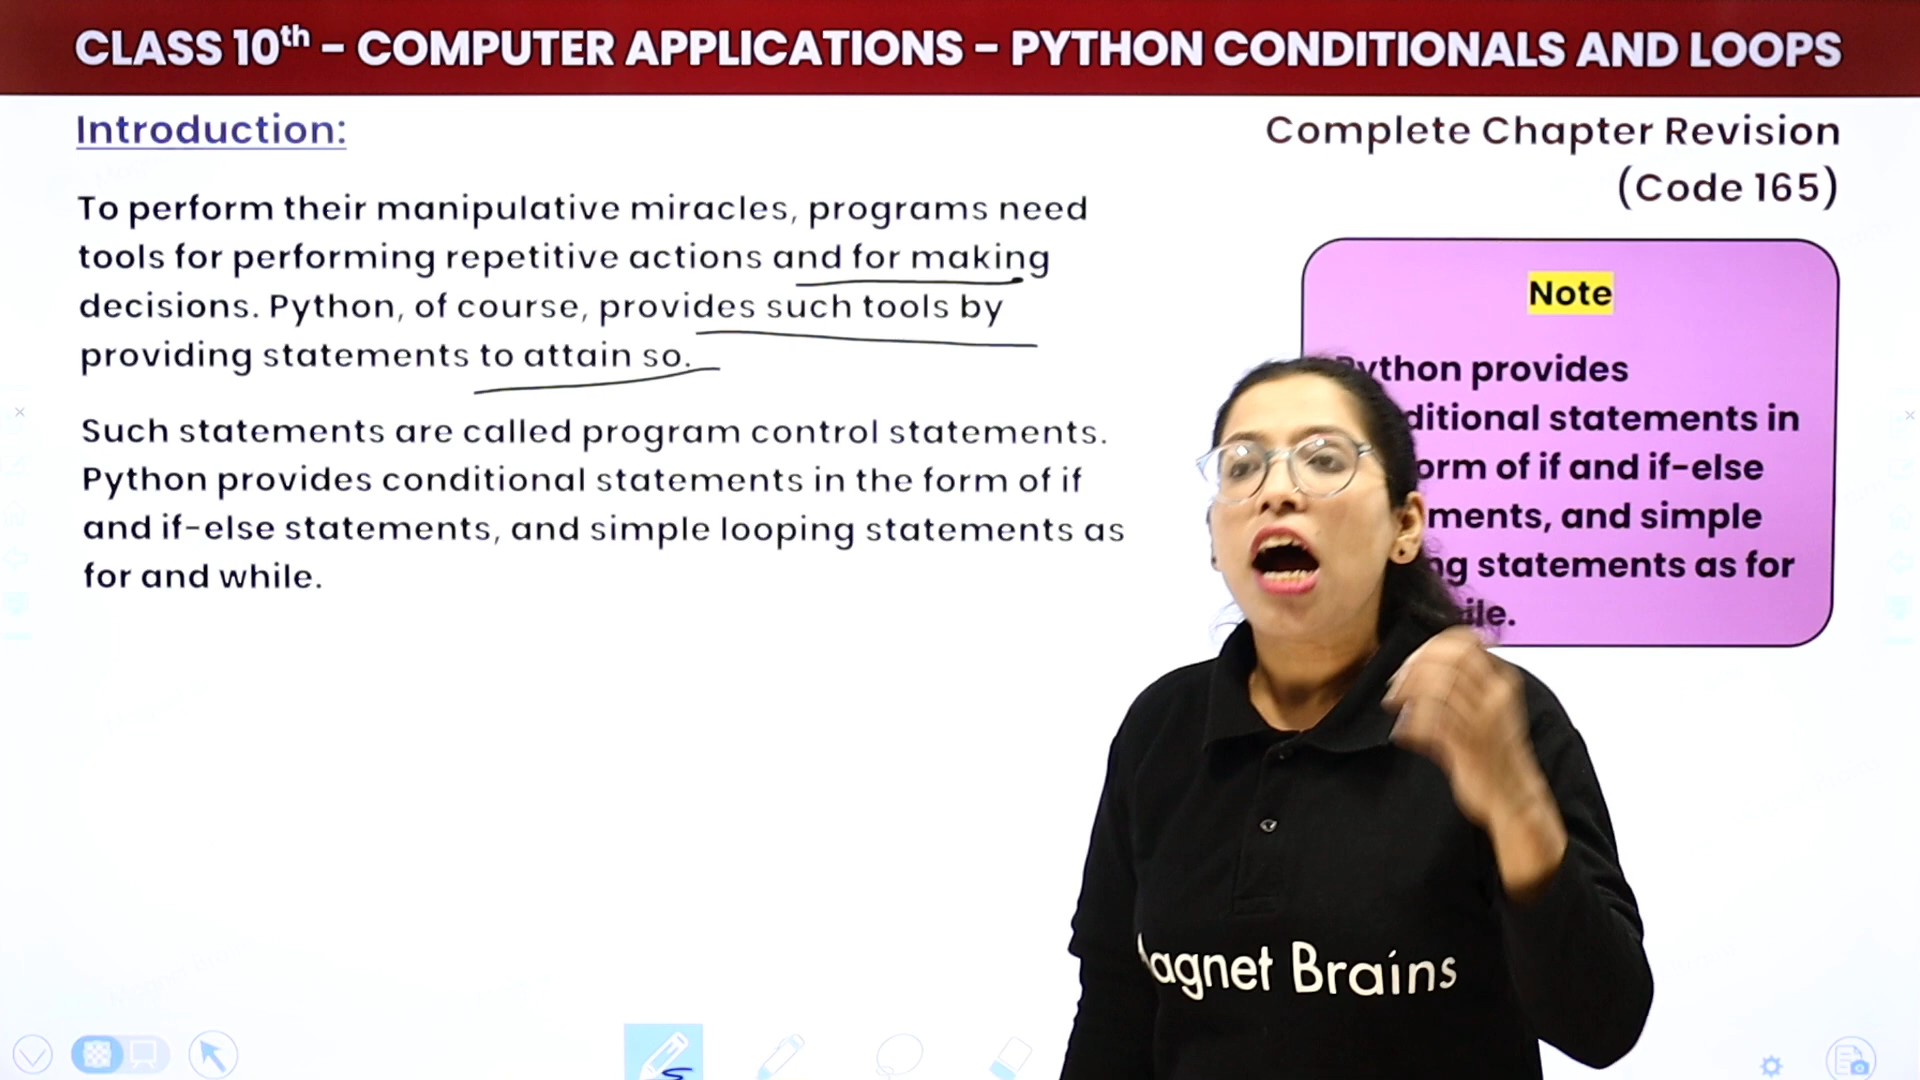 CLASS 10th – COMPUTER APPLICATIONS – PYTHON CONDITIONALS AND LOOPS
Introduction:
To perform their manipulative miracles, programs need
tools for performing repetitive actions and for making
decisions. Python, of course, provides such tools by
providing statements to attain so.
Such statements are called program control statements.
Python provides conditional statements in the form of if
and if-else statements, and simple looping statements as
for and while.
Complete Chapter Revision
(Code 165)
Note
Python provides
ditional statements in
orm of if and if-else
ments, and simple
ng statements as for
ile.
agnet Brains